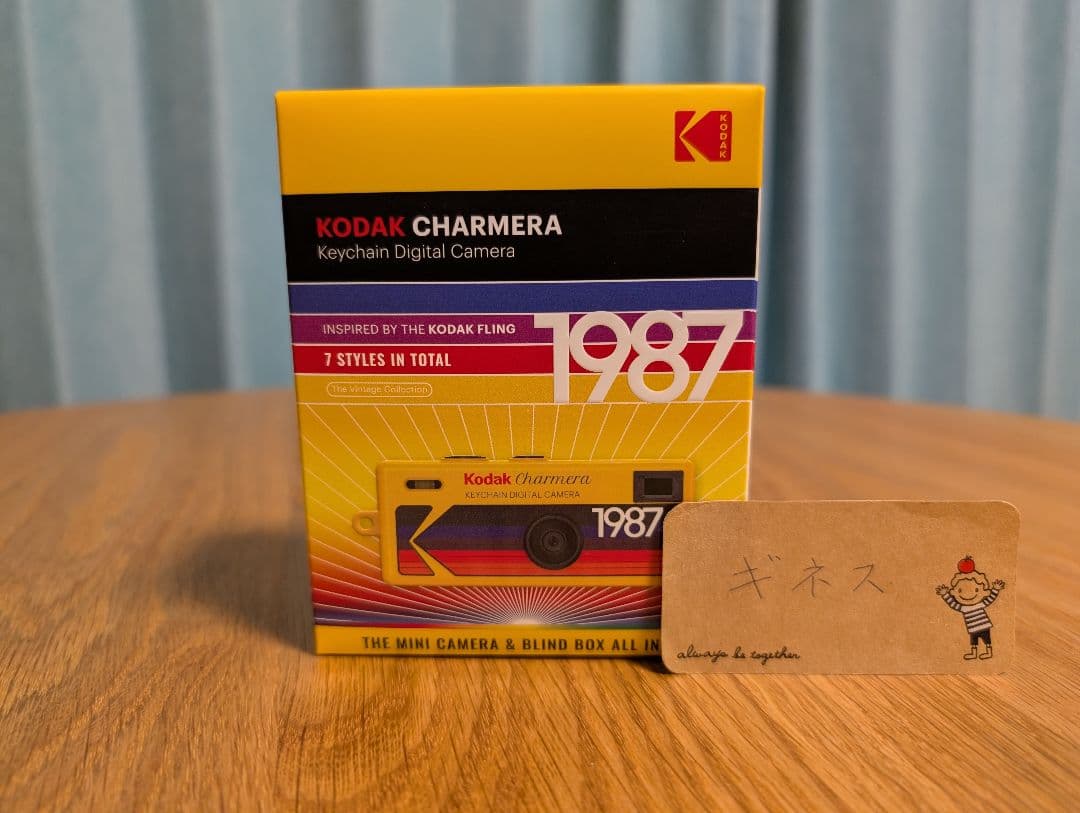 KODAK
KODAK CHARMERA
Keychain Digital Camera
INSPIRED BY THE KODAK FLING
1987
7 STYLES IN TOTAL
The Vintage Collection
Kodak Charmera
KEYCHAIN DIGITAL CAMERA
1987
THE MINI CAMERA & BLIND BOX ALL IN
ギネス
always be together